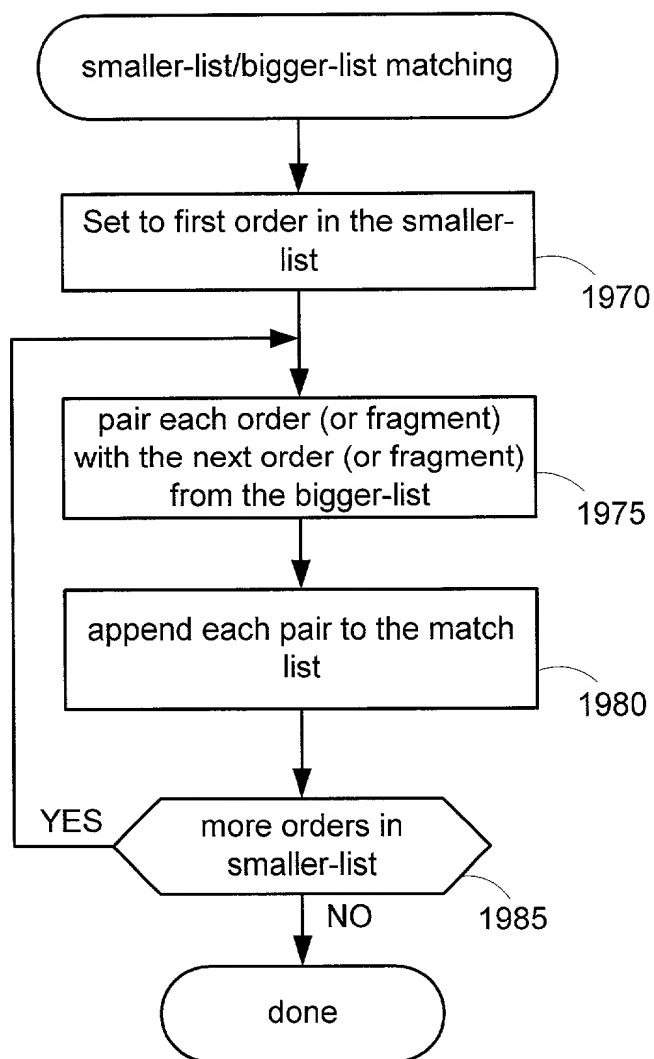 smaller-list/bigger-list matching
Set to first order in the smaller-
list
1970
pair each order (or fragment)
with the next order (or fragment)
from the bigger-list
1975
append each pair to the match
list
1980
YES
more orders in
smaller-list
1985
NO
done